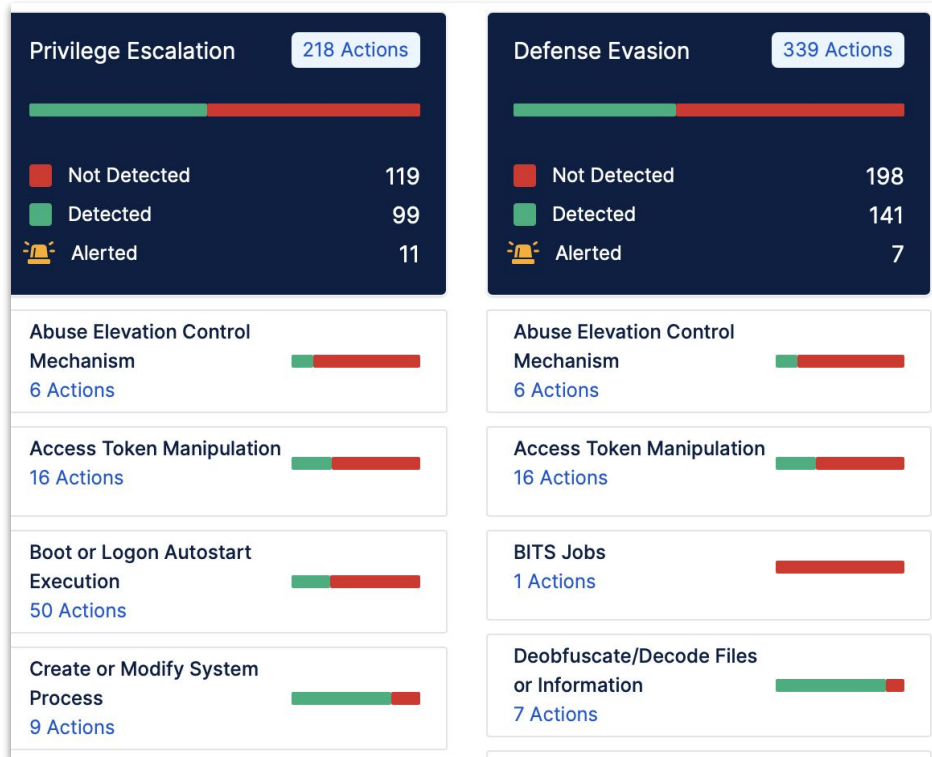 Privilege Escalation
218 Actions
Not Detected
119
Detected
99
Alerted
11
Abuse Elevation Control
Mechanism
6 Actions
Access Token Manipulation
16 Actions
Boot or Logon Autostart
Execution
50 Actions
Create or Modify System
Process
9 Actions
Defense Evasion
339 Actions
Not Detected
198
Detected
141
Alerted
7
Abuse Elevation Control
Mechanism
6 Actions
Access Token Manipulation
16 Actions
BITS Jobs
1 Actions
Deobfuscate/Decode Files
or Information
7 Actions